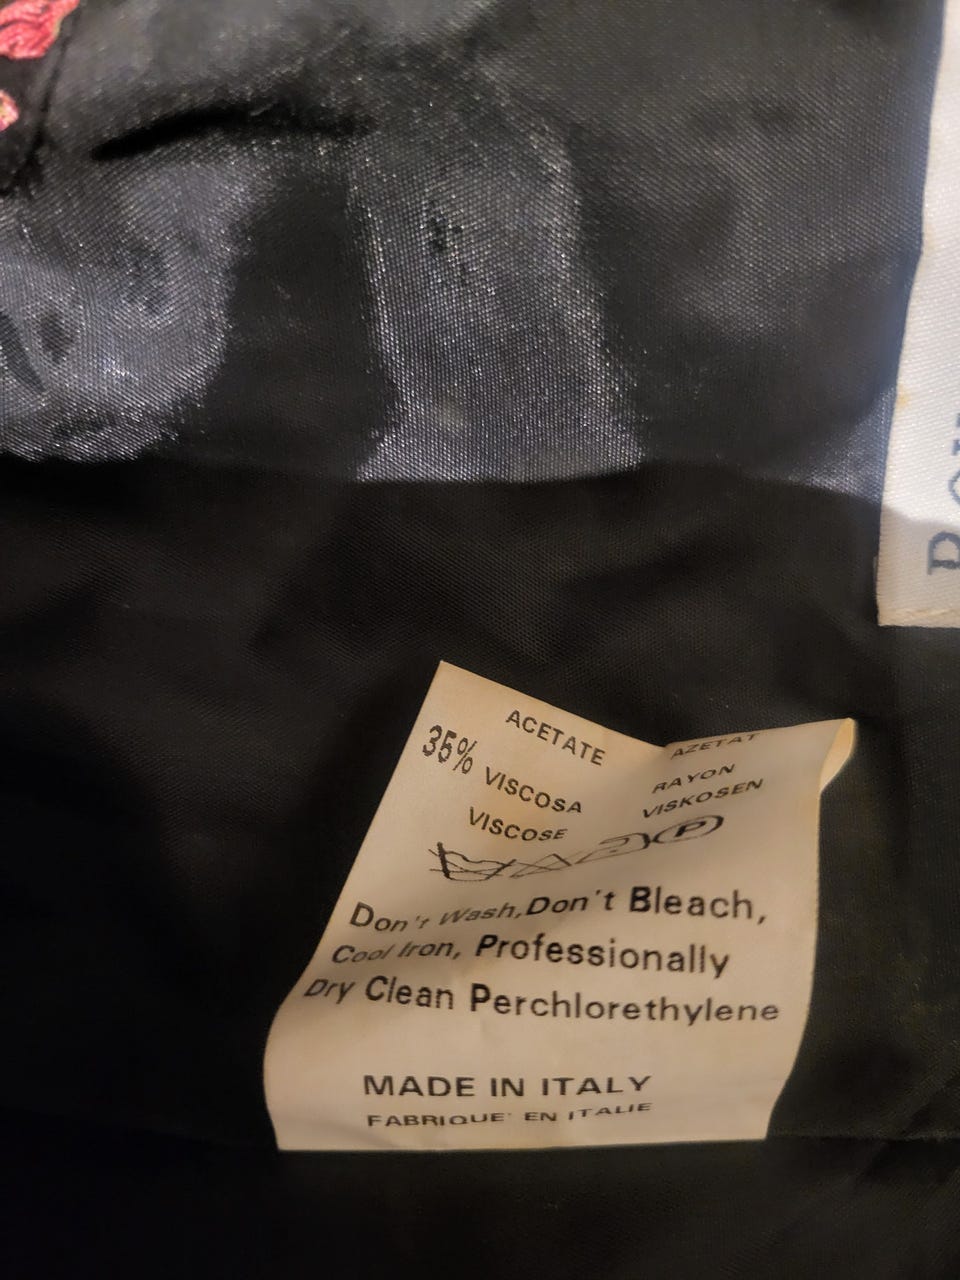 ACETATE AZETAT
35% VISCOSA RAYON
VISCOSE VISKOSEN
P
Don't Wash, Don't Bleach,
Cool Iron, Professionally
Dry Clean Perchlorethylene
MADE IN ITALY
FABRIQUE' EN ITALIE